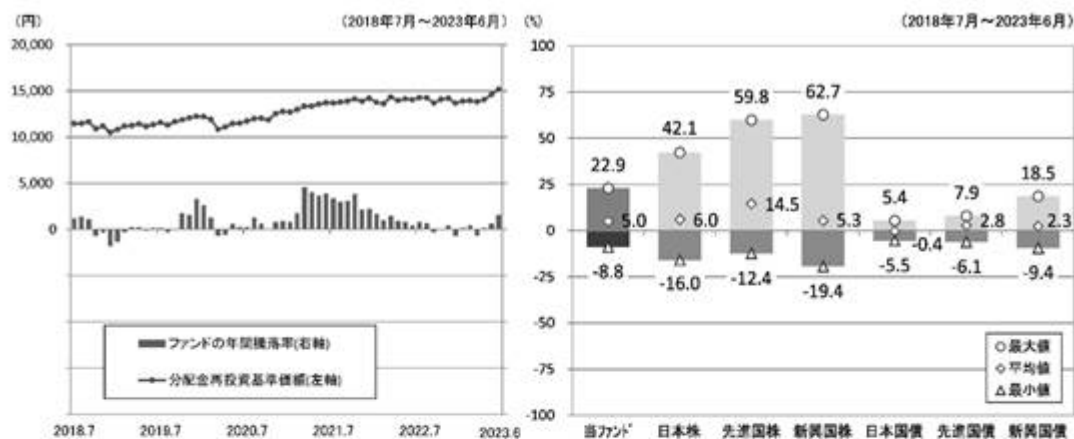 (円)
(2018年7月～2023年6月)
20,000
15,000
10,000
5,000
0
ファンドの年間騰落率(右軸)
分配金再投資基準価額(左軸)
2018.7 2019.7 2020.7 2021.7 2022.7 2023.6
(%)
(2018年7月～2023年6月)
100
75
50
25
0
-25
-50
-75
-100
22.9 42.1 59.8 62.7 5.4 7.9 18.5
5.0 6.0 14.5 5.3 -0.4 2.8 2.3
-8.8 -16.0 -12.4 -19.4 -5.5 -6.1 -9.4
最大値
平均値
最小値
当ファンド 日本株 先進国株 新興国株 日本国債 先進国債 新興国債